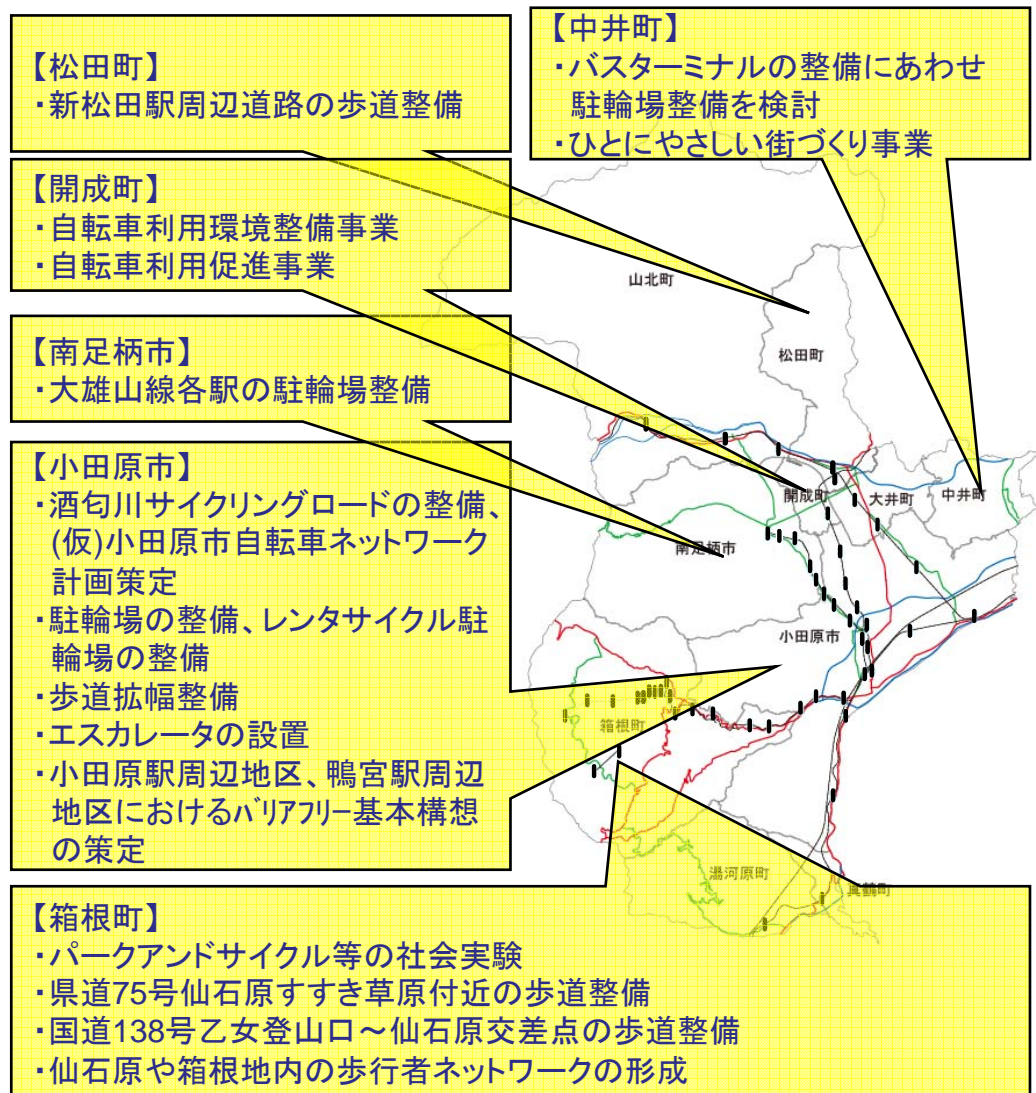 【松田町】
・新松田駅周辺道路の歩道整備
【中井町】
・バスターミナルの整備にあわせ
駐輪場整備を検討
・ひとにやさしい街づくり事業
【開成町】
・自転車利用環境整備事業
・自転車利用促進事業
【南足柄市】
・大雄山線各駅の駐輪場整備
【小田原市】
・酒匂川サイクリングロードの整備、
(仮)小田原市自転車ネットワーク
計画策定
・駐輪場の整備、レンタサイクル駐
輪場の整備
・歩道拡幅整備
・エスカレータの設置
・小田原駅周辺地区、鴨宮駅周辺
地区におけるバリアフリー基本構想
の策定
【箱根町】
・パークアンドサイクル等の社会実験
・県道75号仙石原すすき草原付近の歩道整備
・国道138号乙女登山口～仙石原交差点の歩道整備
・仙石原や箱根地内の歩行者ネットワークの形成
山北町
松田町
開成町
大井町
中井町
南足柄市
小田原市
箱根町
湯河原町
真鶴町